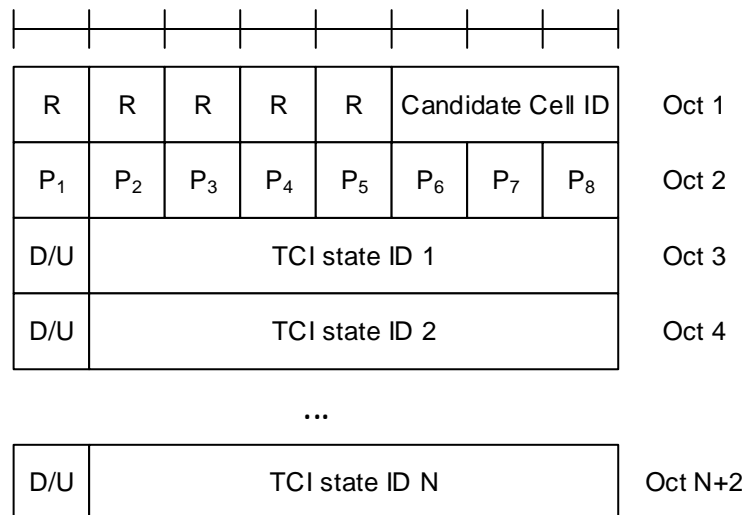 R R R R R Candidate Cell ID Oct 1
P1 P2 P3 P4 P5 P6 P7 P8 Oct 2
D/U TCI state ID 1 Oct 3
D/U TCI state ID 2 Oct 4
...
D/U TCI state ID N Oct N+2